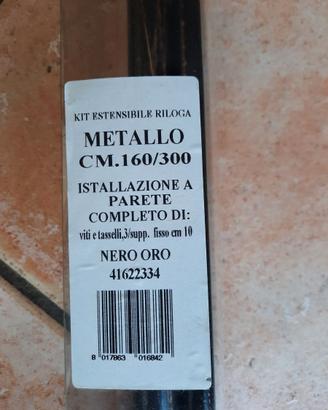 KIT ESTENSIBILE RILOGA
METALLO
CM.160/300
ISTALLAZIONE A
PARETE
COMPLETO DI:
viti e tasselli,3/supp. fisso cm 10
NERO ORO
41622334
8 017863 016842